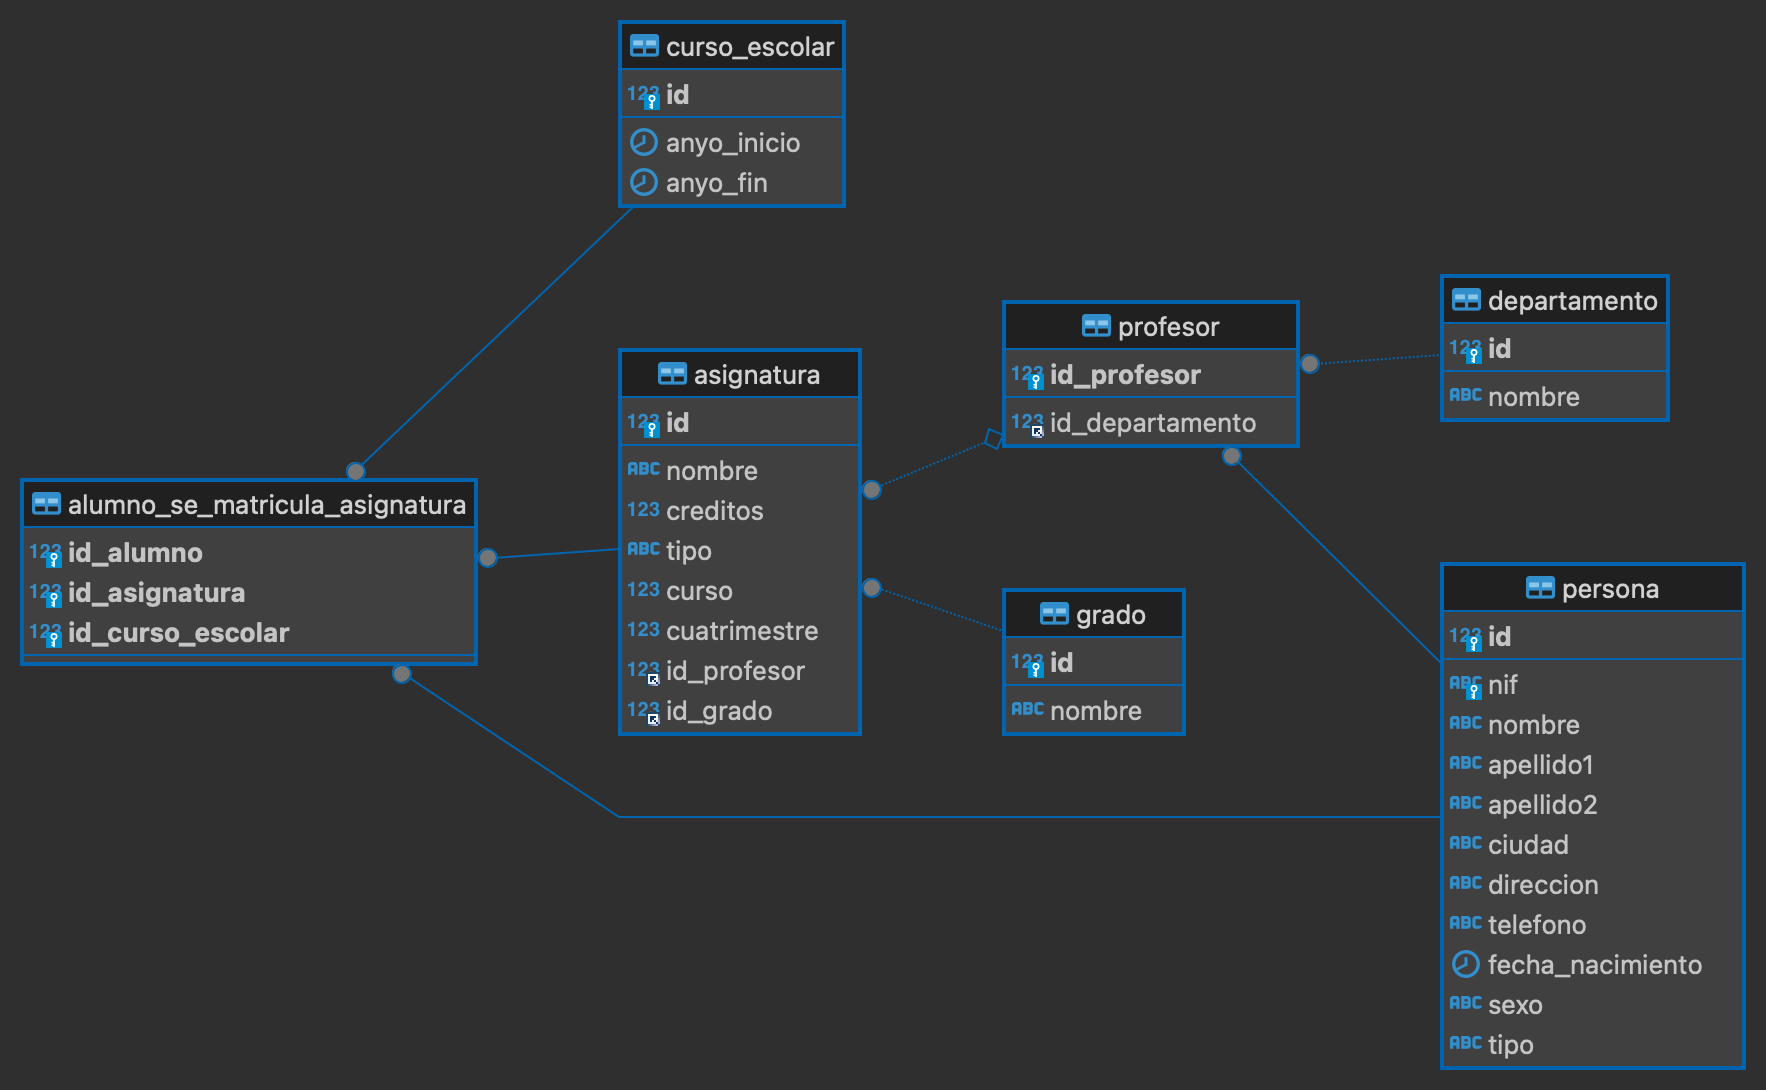 curso_escolar
123 id
anyo_inicio
anyo_fin
alumno_se_matricula_asignatura
123 id_alumno
123 id_asignatura
123 id_curso_escolar
asignatura
123 id
ABC nombre
123 creditos
ABC tipo
123 curso
123 cuatrimestre
123 id_profesor
123 id_grado
profesor
123 id_profesor
123 id_departamento
grado
123 id
ABC nombre
departamento
123 id
ABC nombre
persona
123 id
ABC nif
ABC nombre
ABC apellido1
ABC apellido2
ABC ciudad
ABC direccion
ABC telefono
fecha_nacimiento
ABC sexo
ABC tipo